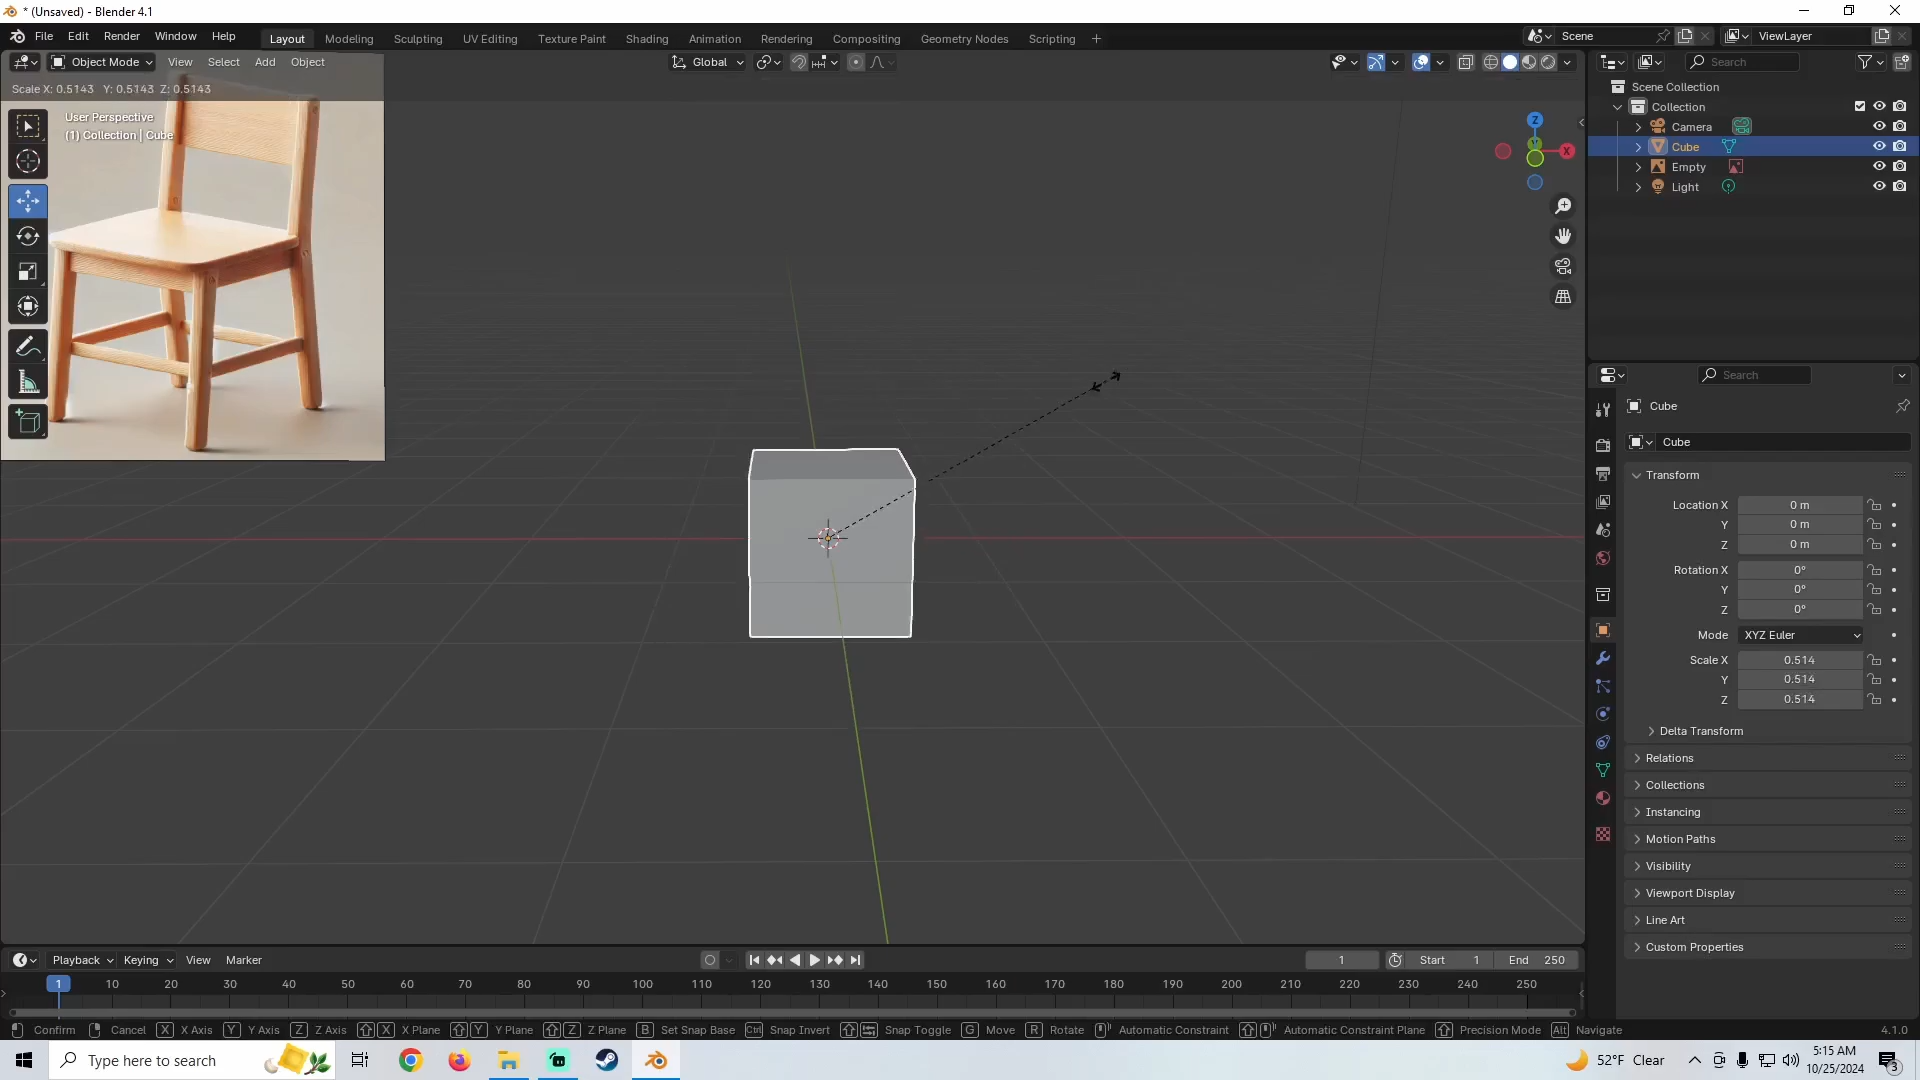 * (Unsaved) - Blender 4.1
File Edit Render Window Help
Layout Modeling Sculpting UV Editing Texture Paint Shading Animation Rendering Compositing Geometry Nodes Scripting +
Scene
ViewLayer
Object Mode View Select Add Object
Global
Search
Scale X: 0.5143 Y: 0.5143 Z: 0.5143
User Perspective
(1) Collection | Cube
Z
Y
X
Scene Collection
Collection
Camera
Cube
Empty
Light
Search
Cube
Cube
Transform
Location X 0 m
Y 0 m
Z 0 m
Rotation X 0°
Y 0°
Z 0°
Mode XYZ Euler
Scale X 0.514
Y 0.514
Z 0.514
Delta Transform
Relations
Collections
Instancing
Motion Paths
Visibility
Viewport Display
Line Art
Custom Properties
Playback Keying View Marker
1 Start 1 End 250
1 10 20 30 40 50 60 70 80 90 100 110 120 130 140 150 160 170 180 190 200 210 220 230 240 250
Confirm Cancel X X Axis Y Y Axis Z Z Axis X X Plane Y Y Plane Z Z Plane B Set Snap Base Ctrl Snap Invert Snap Toggle G Move R Rotate Automatic Constraint Automatic Constraint Plane Precision Mode Alt Navigate 4.1.0
Type here to search
52°F Clear
5:15 AM
10/25/2024
3